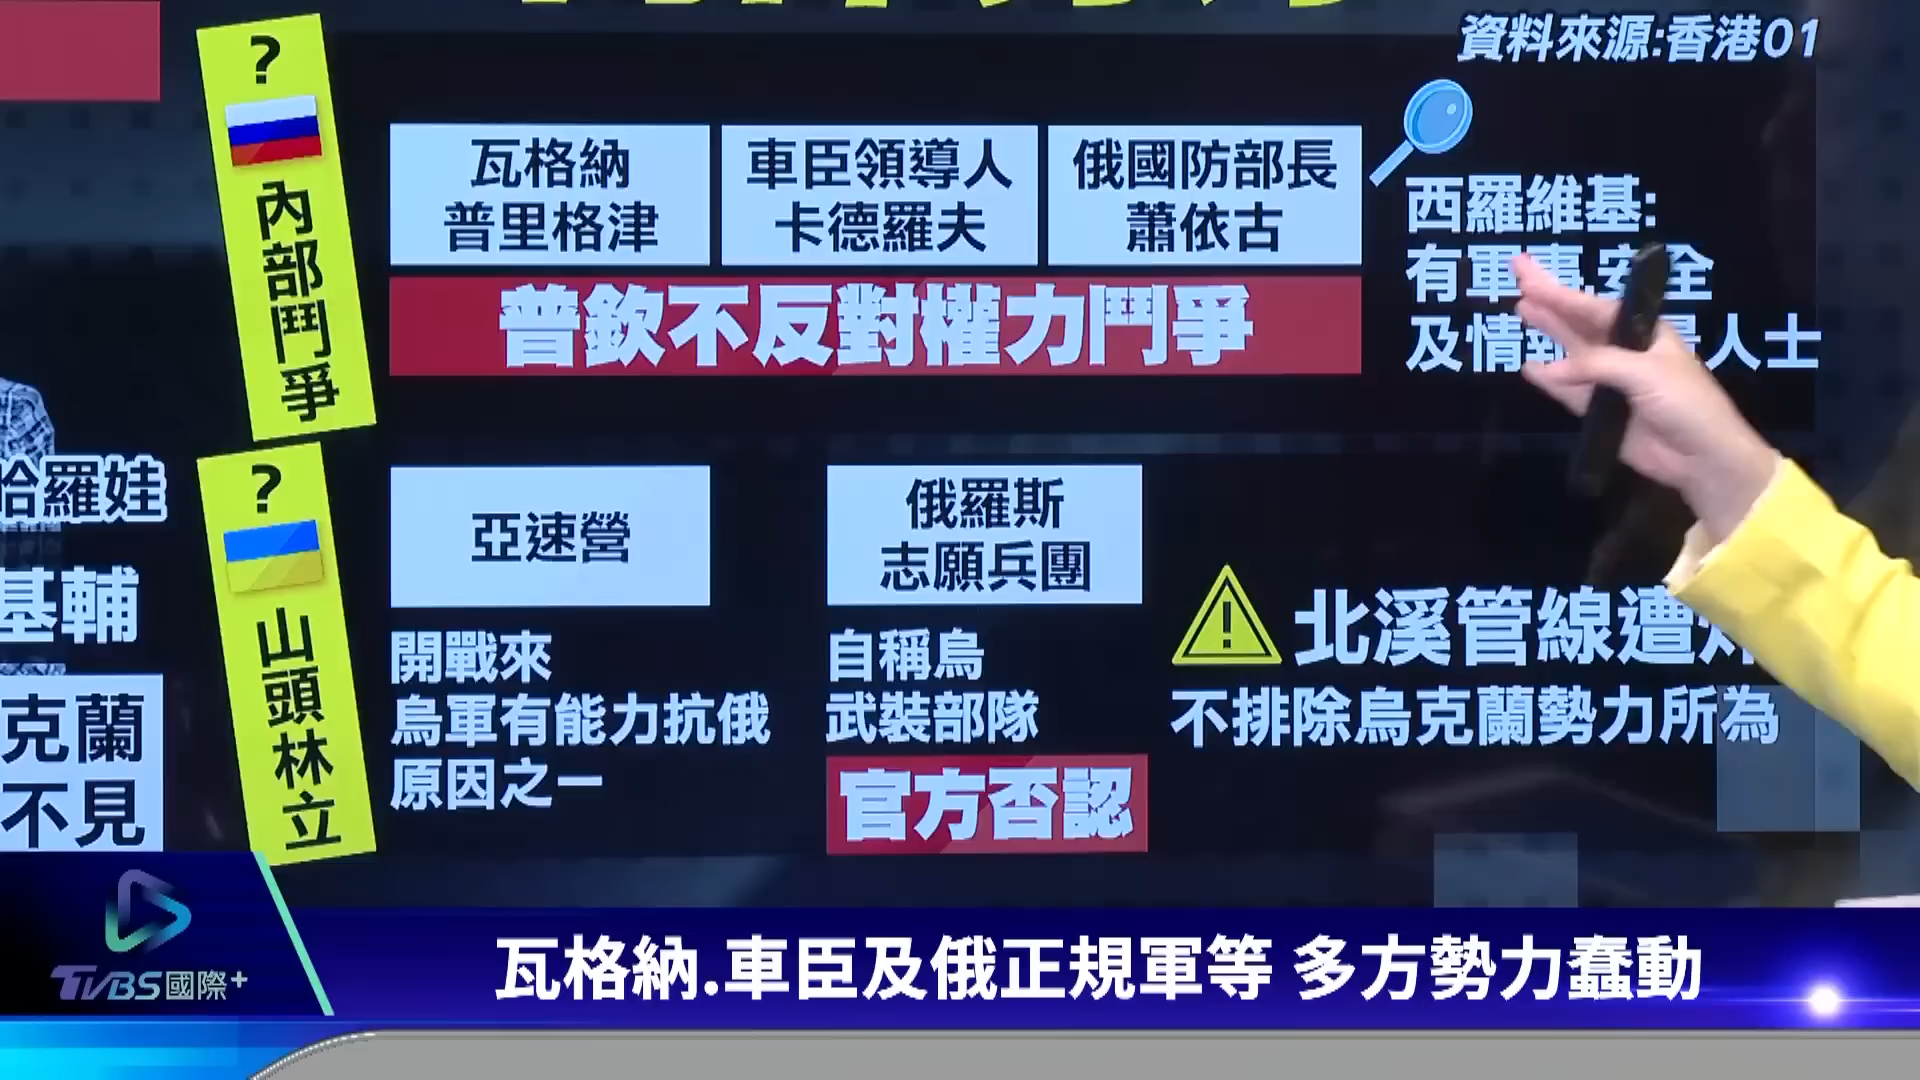 資料來源:香港01
?
內部鬥爭
瓦格納
普里格津
車臣領導人
卡德羅夫
俄國防部長
蕭依古
普欽不反對權力鬥爭
西羅維基:
有軍事.安全
及情報
人士
哈羅娃
基輔
克蘭
不見
?
山頭林立
亞速營
開戰來
烏軍有能力抗俄
原因之一
俄羅斯
志願兵團
自稱烏
武裝部隊
官方否認
北溪管線遭炸
不排除烏克蘭勢力所為
TVBS國際+
瓦格納.車臣及俄正規軍等 多方勢力蠢動